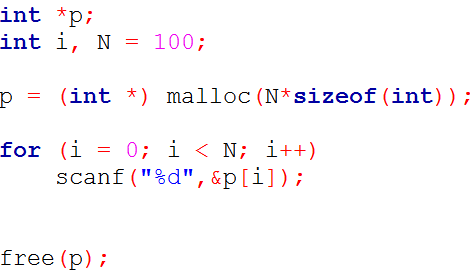 int *p;
int i, N = 100;
p = (int *) malloc(N*sizeof(int));
for (i = 0; i < N; i++)
    scanf("%d",&p[i]);
free(p);